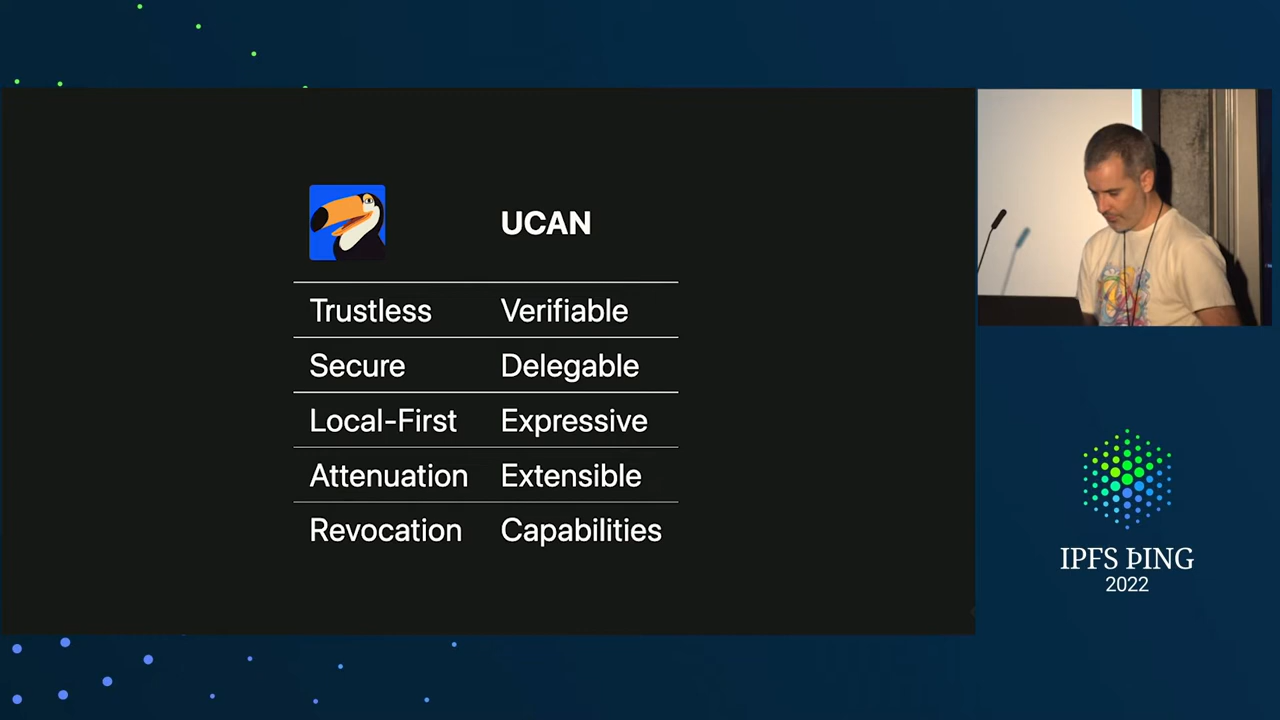 UCAN
Trustless Verifiable
Secure Delegable
Local-First Expressive
Attenuation Extensible
Revocation Capabilities
IPFS ÞING
2022